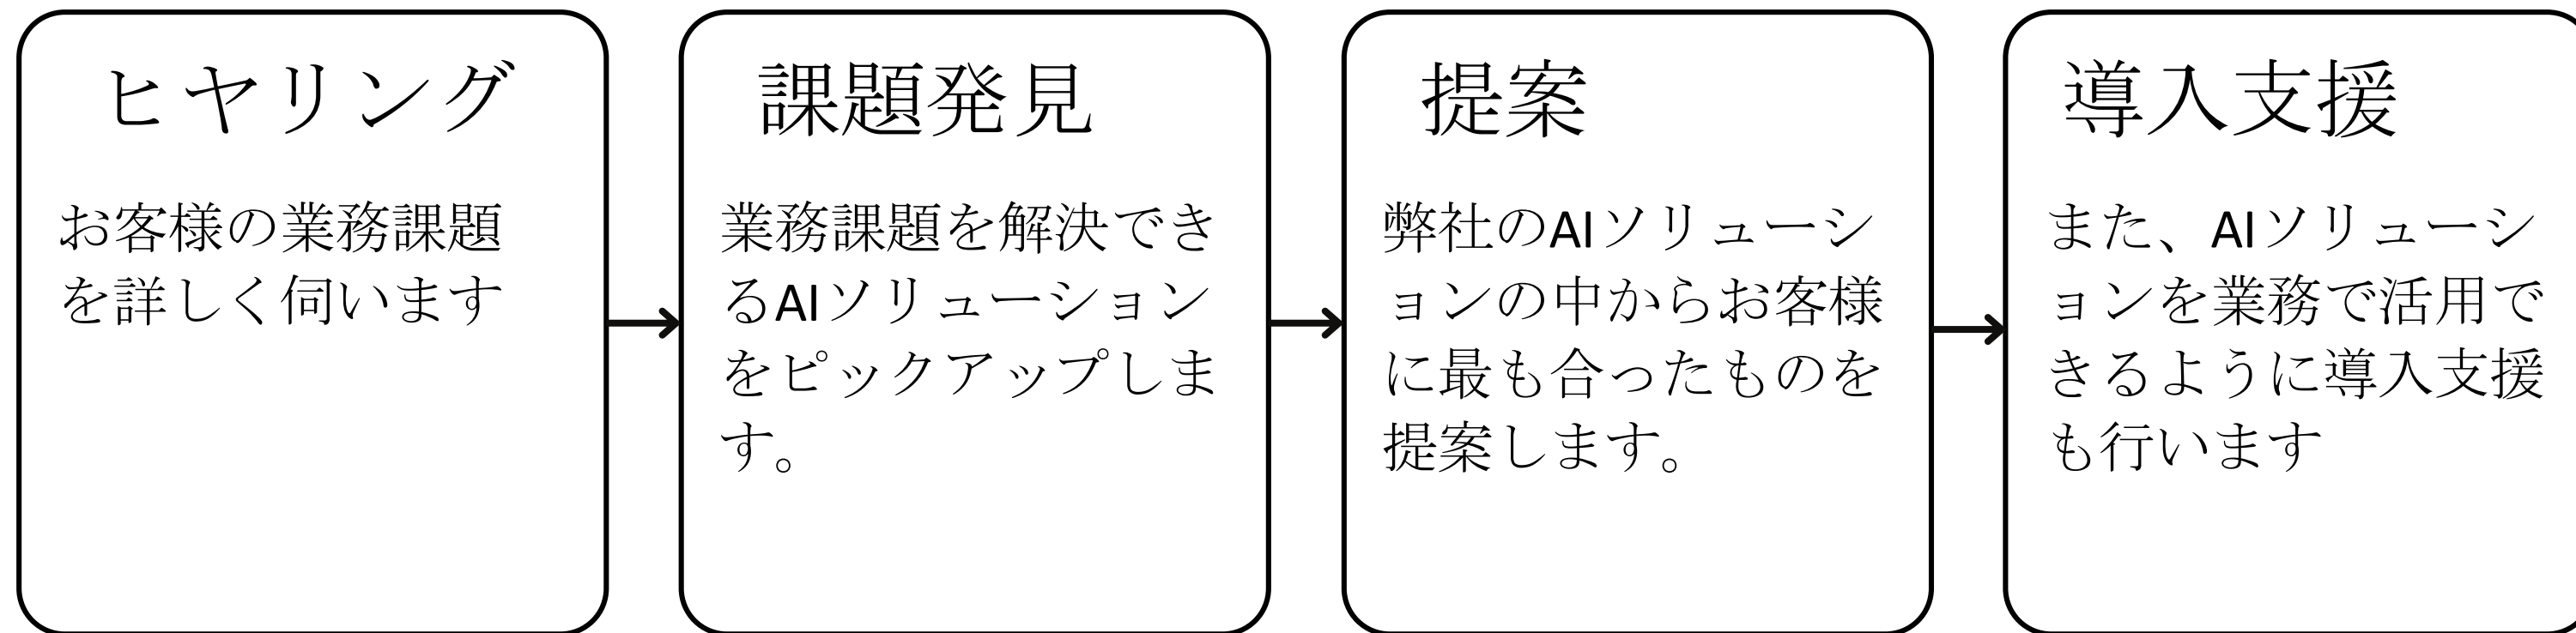 ヒヤリング
お客様の業務課題
を詳しく伺います
課題発見
業務課題を解決でき
るAIソリューション
をピックアップしま
す。
提案
弊社のAIソリューシ
ョンの中からお客様
に最も合ったものを
提案します。
導入支援
また、AIソリューシ
ョンを業務で活用で
きるように導入支援
も行います